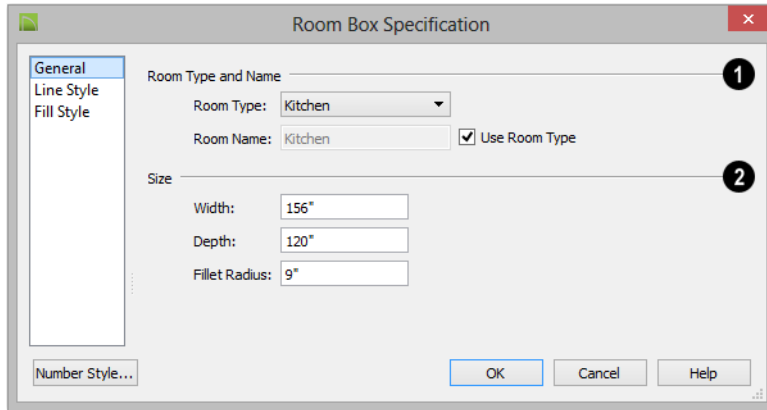 Room Box Specification
General
Line Style
Fill Style
Room Type and Name
1
Room Type: Kitchen
Room Name: Kitchen Use Room Type
Size
2
Width: 156"
Depth: 120"
Fillet Radius: 9"
Number Style...
OK Cancel Help